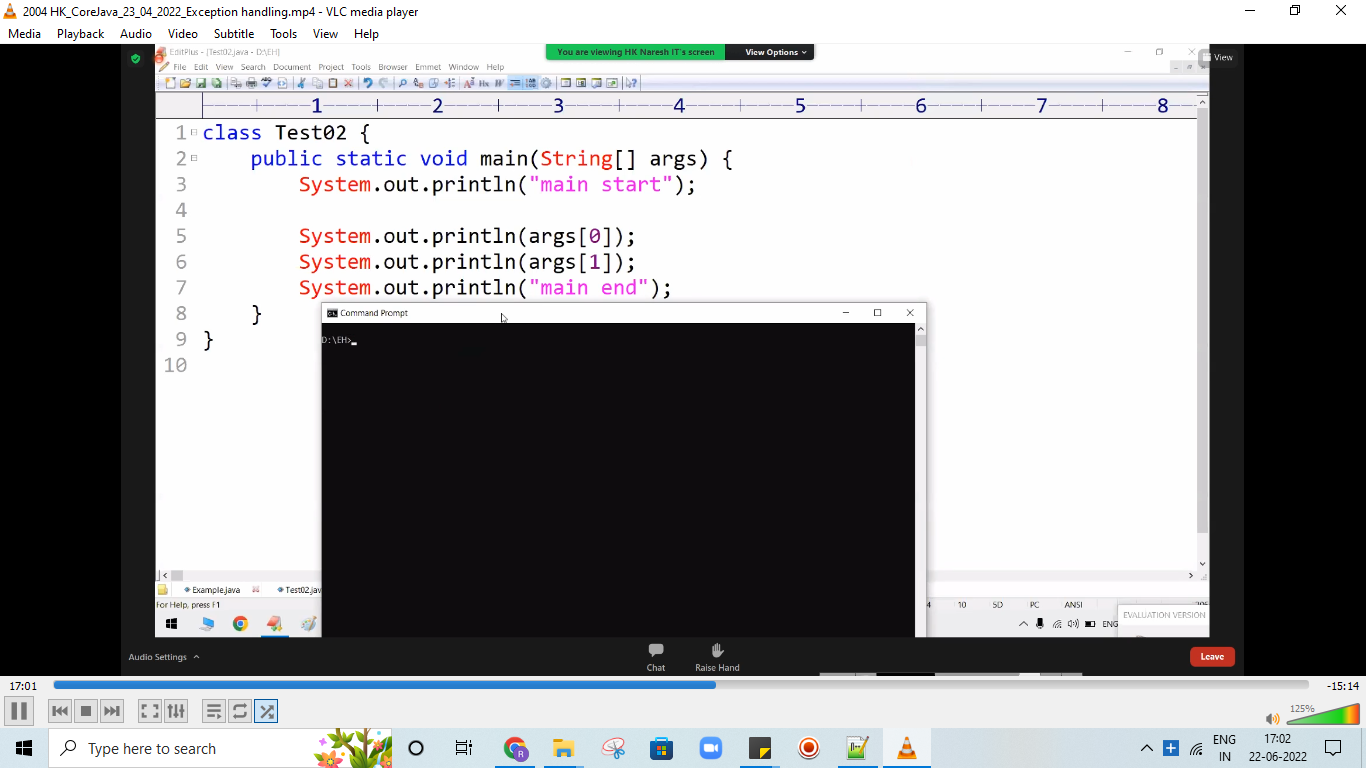 2004 HK_CoreJava_23_04_2022_Exception handling.mp4 - VLC media player
Media Playback Audio Video Subtitle Tools View Help
EditPlus - [Test02.java - D:\EH]
You are viewing HK Naresh IT's screen View Options
View
File Edit View Search Document Project Tools Browser Emmet Window Help
1 2 3 4 5 6 7 8
1 class Test02 {
2 public static void main(String[] args) {
3 System.out.println("main start");
4
5 System.out.println(args[0]);
6 System.out.println(args[1]);
7 System.out.println("main end");
8 }
9 }
10
Command Prompt
D:\EH>_
Example.java Test02.jav
For Help, press F1
4 10 5D PC ANSI
EVALUATION VERSION
ENG
Audio Settings
Chat
Raise Hand
Leave
17:01 -15:14
125%
Type here to search
ENG
IN
17:02
22-06-2022